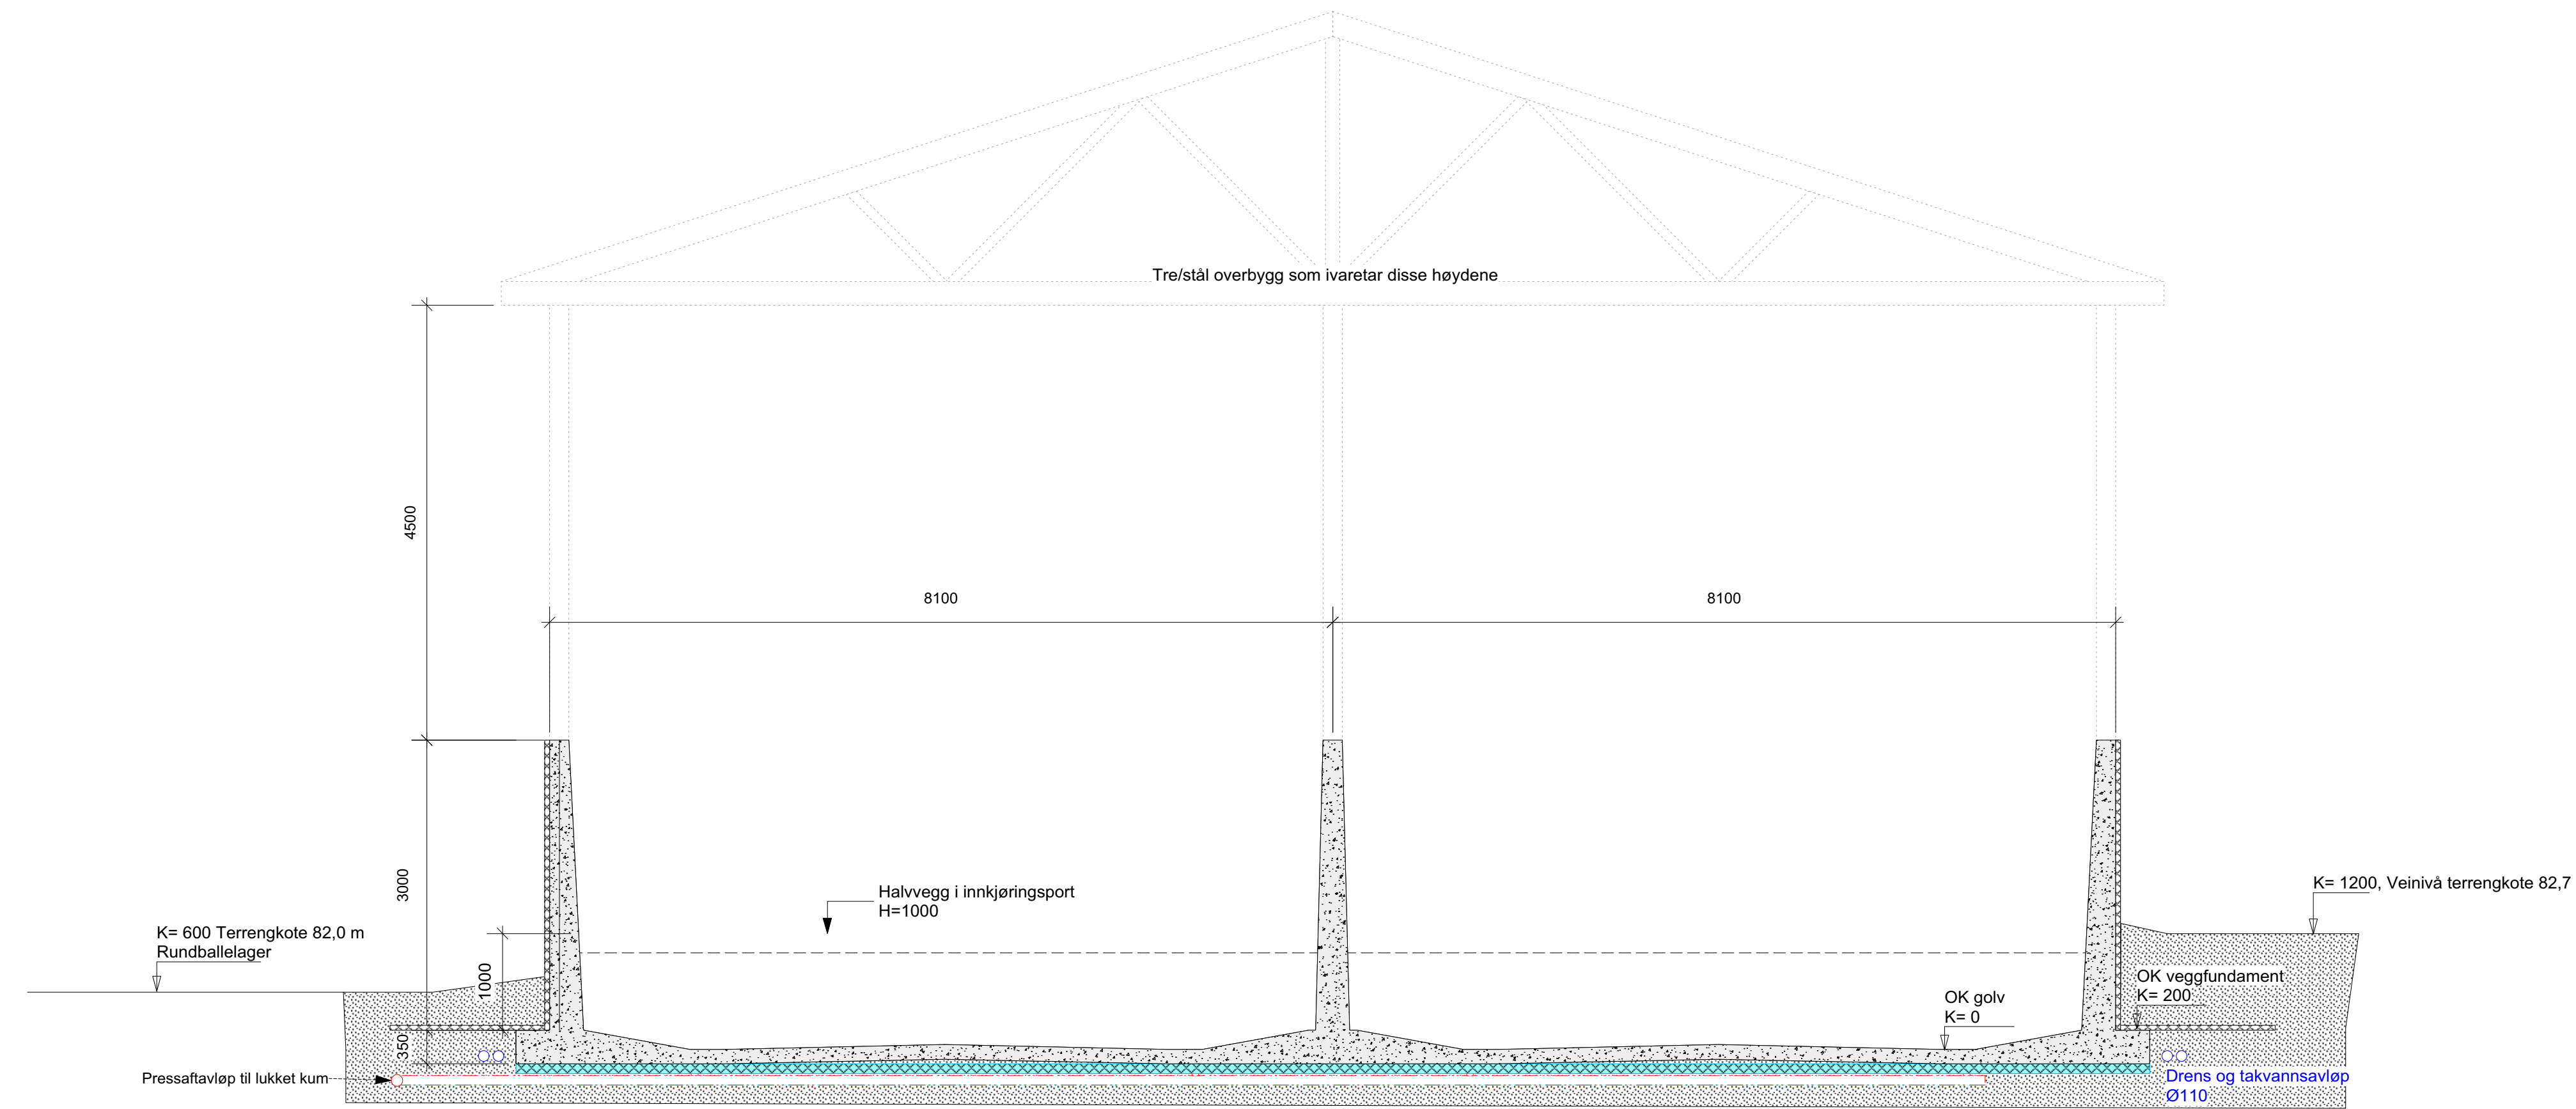 Tre/stål overbygg som ivaretar disse høydene
4500
8100
8100
3000
Halvvegg i innkjøringsport
H=1000
K= 1200, Veinivå terrengkote 82,7
K= 600 Terrengkote 82,0 m
Rundballelager
1000
OK veggfundament
K= 200
OK golv
K= 0
350
Pressaftavløp til lukket kum
Drens og takvannsavløp
Ø110